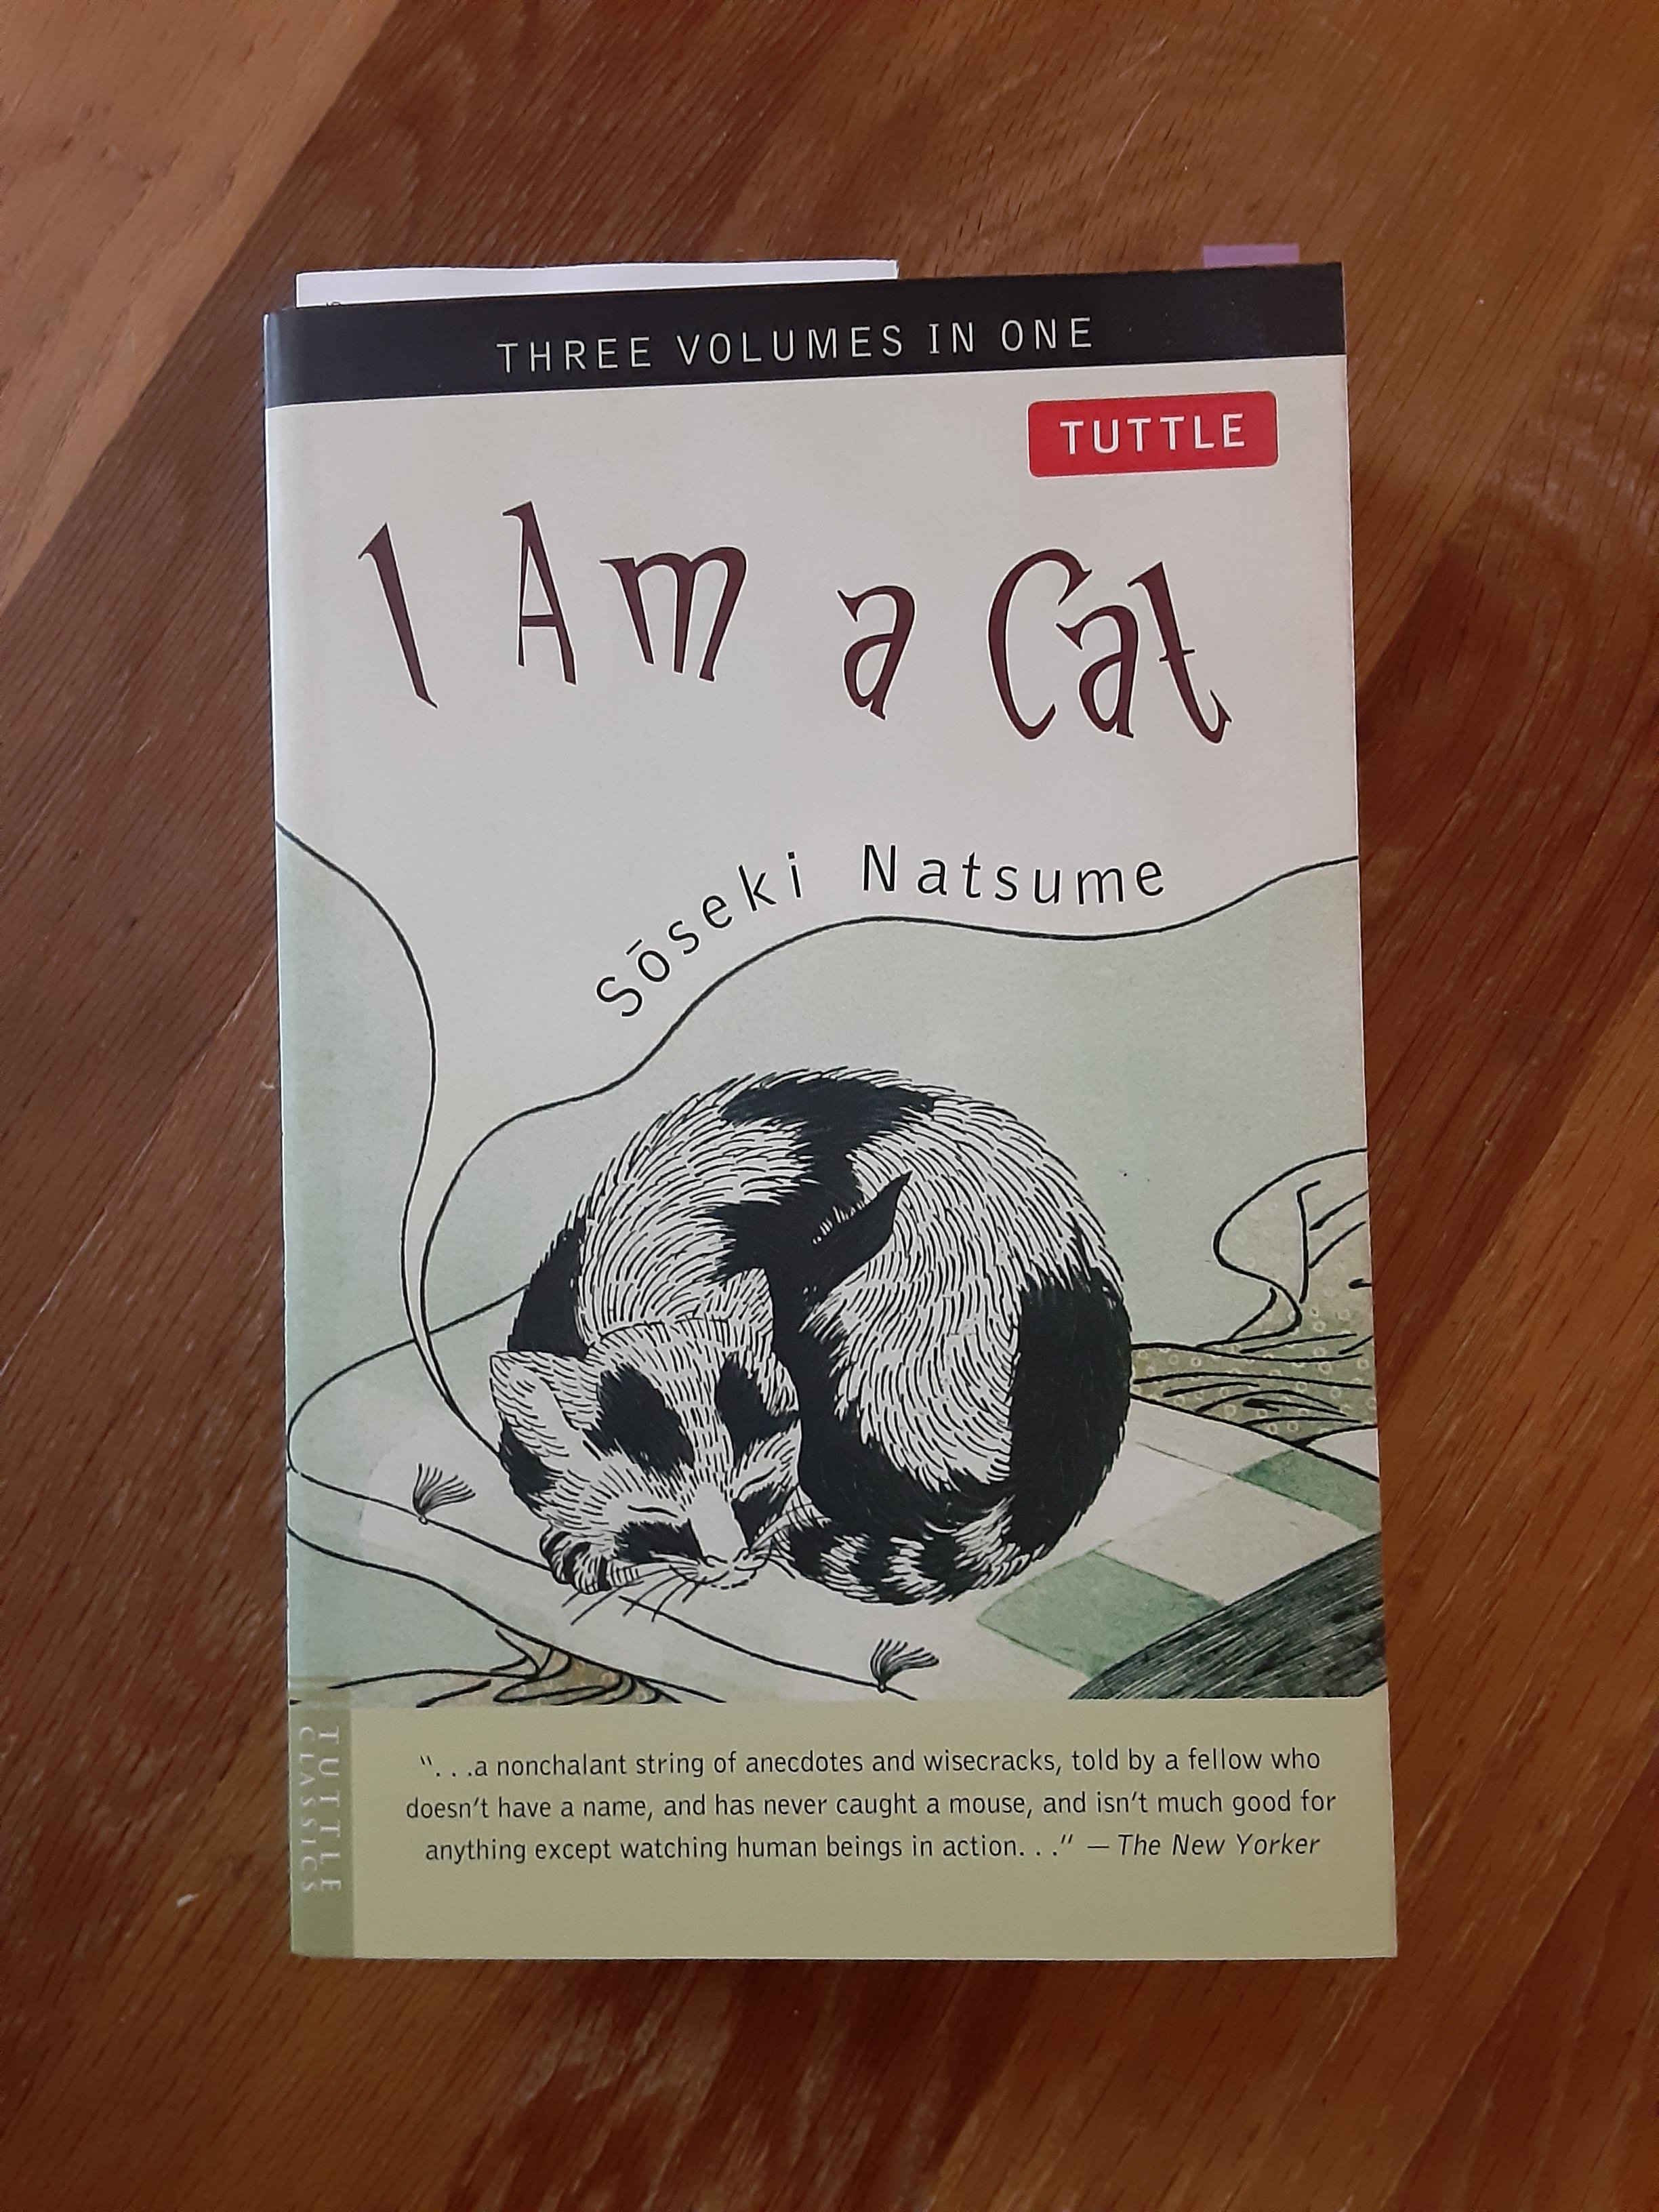 THREE VOLUMES IN ONE
TUTTLE
I Am a Cat
Sōseki Natsume
TUTTLE
CLASSICS
“. . .a nonchalant string of anecdotes and wisecracks, told by a fellow who
doesn’t have a name, and has never caught a mouse, and isn’t much good for
anything except watching human beings in action. . .” — The New Yorker